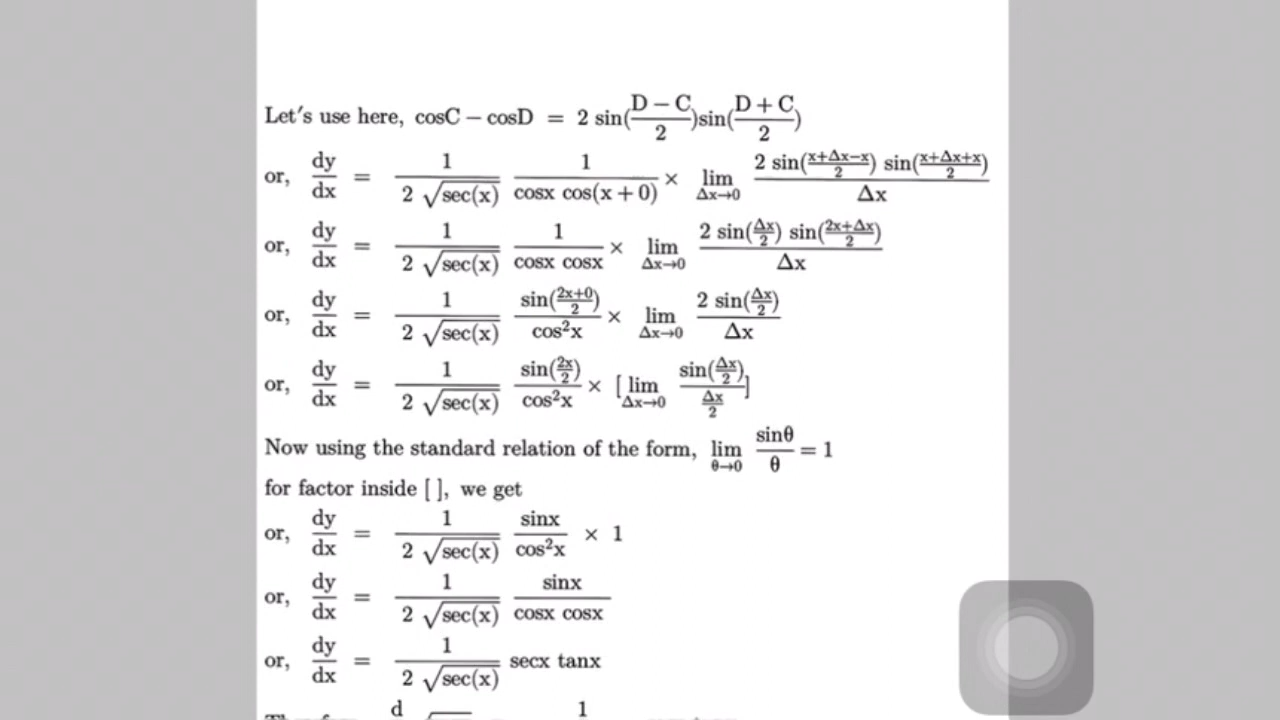 Let's use here, cosC − cosD = 2 sin((D − C)/2)sin((D + C)/2)
or, dy/dx = 1/(2 √sec(x)) 1/(cosx cos(x + 0)) × lim Δx→0 (2 sin((x+Δx−x)/2) sin((x+Δx+x)/2))/Δx
or, dy/dx = 1/(2 √sec(x)) 1/(cosx cosx) × lim Δx→0 (2 sin(Δx/2) sin((2x+Δx)/2))/Δx
or, dy/dx = 1/(2 √sec(x)) sin((2x+0)/2)/cos²x × lim Δx→0 (2 sin(Δx/2))/Δx
or, dy/dx = 1/(2 √sec(x)) sin(2x/2)/cos²x × [ lim Δx→0 sin(Δx/2)/(Δx/2) ]
Now using the standard relation of the form, lim θ→0 sinθ/θ = 1
for factor inside [ ], we get
or, dy/dx = 1/(2 √sec(x)) sinx/cos²x × 1
or, dy/dx = 1/(2 √sec(x)) sinx/(cosx cosx)
or, dy/dx = 1/(2 √sec(x)) secx tanx
d 1